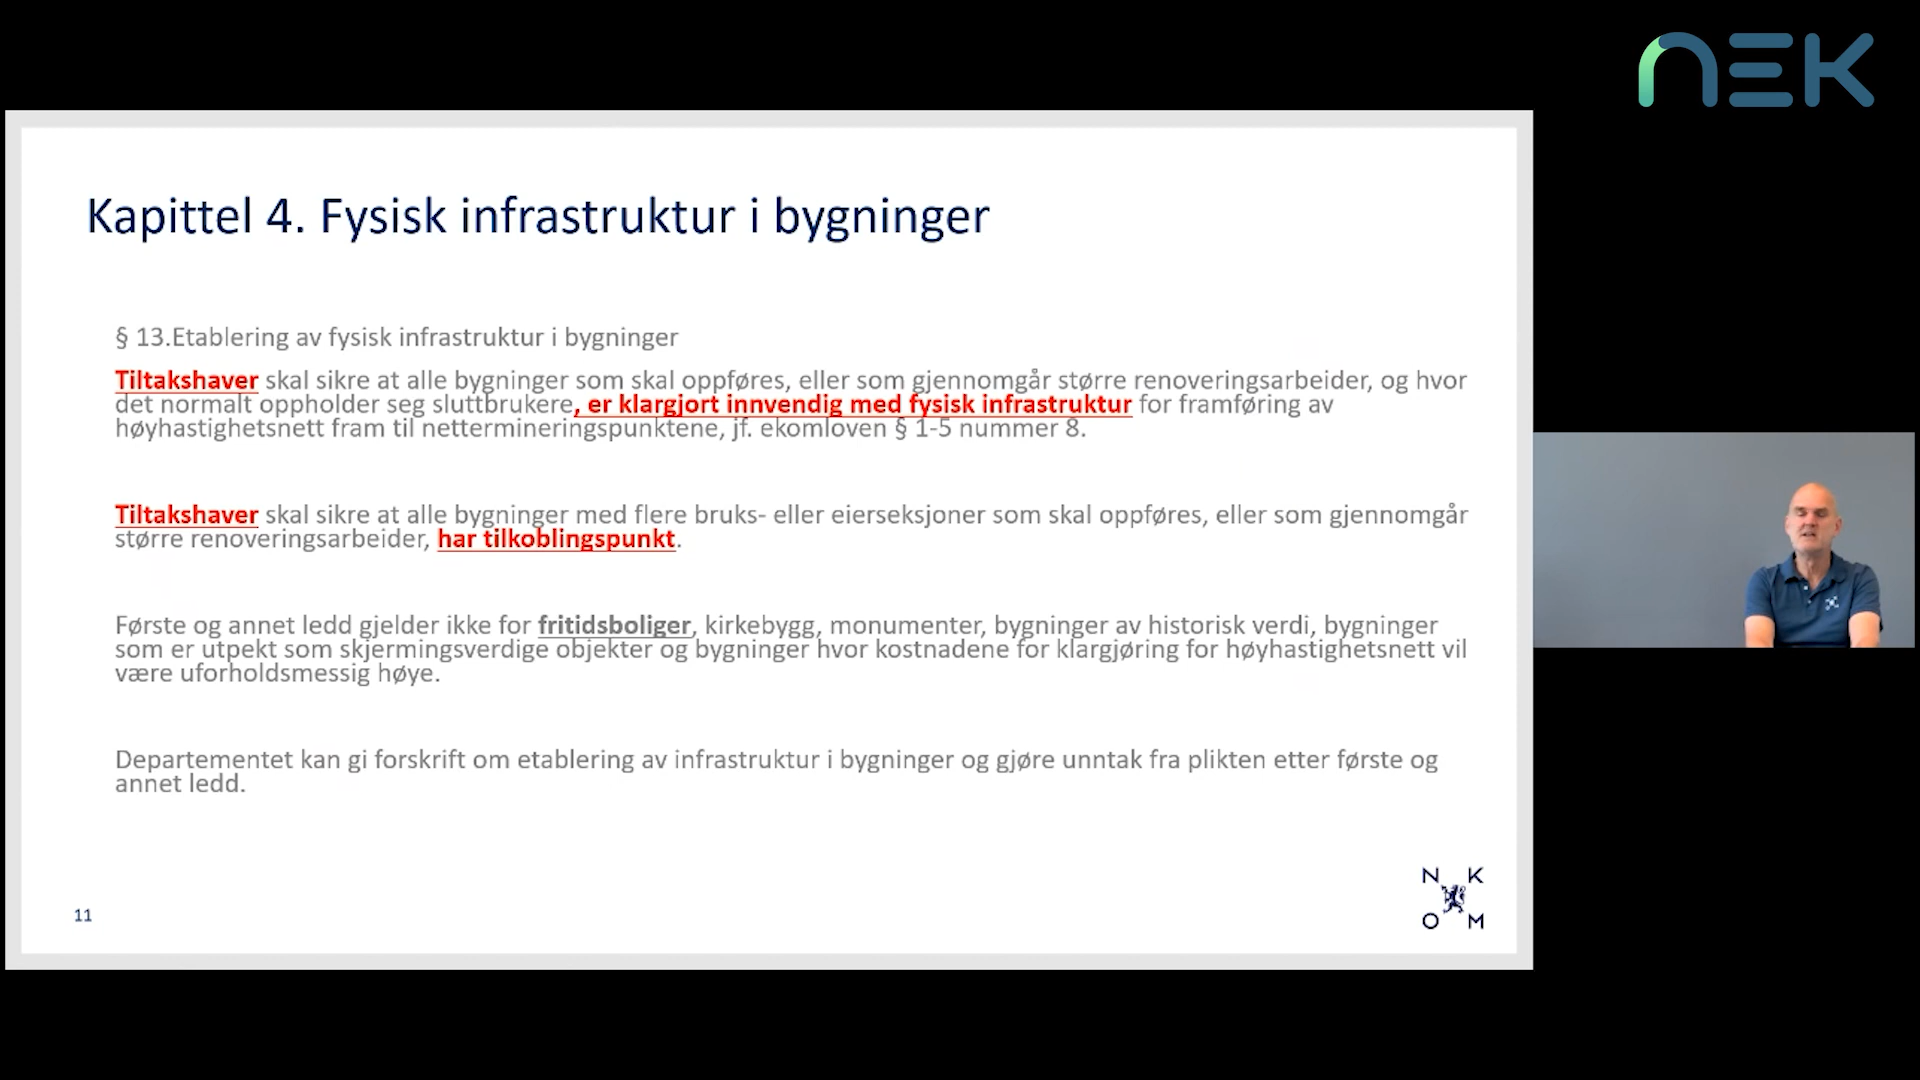 NEK
Kapittel 4. Fysisk infrastruktur i bygninger
§ 13.Etablering av fysisk infrastruktur i bygninger
Tiltakshaver skal sikre at alle bygninger som skal oppføres, eller som gjennomgår større renoveringsarbeider, og hvor
det normalt oppholder seg sluttbrukere, er klargjort innvendig med fysisk infrastruktur for framføring av
høyhastighetsnett fram til nettermineringspunktene, jf. ekomloven § 1-5 nummer 8.
Tiltakshaver skal sikre at alle bygninger med flere bruks- eller eierseksjoner som skal oppføres, eller som gjennomgår
større renoveringsarbeider, har tilkoblingspunkt.
Første og annet ledd gjelder ikke for fritidsboliger, kirkebygg, monumenter, bygninger av historisk verdi, bygninger
som er utpekt som skjermingsverdige objekter og bygninger hvor kostnadene for klargjøring for høyhastighetsnett vil
være uforholdsmessig høye.
Departementet kan gi forskrift om etablering av infrastruktur i bygninger og gjøre unntak fra plikten etter første og
annet ledd.
N K
O M
11